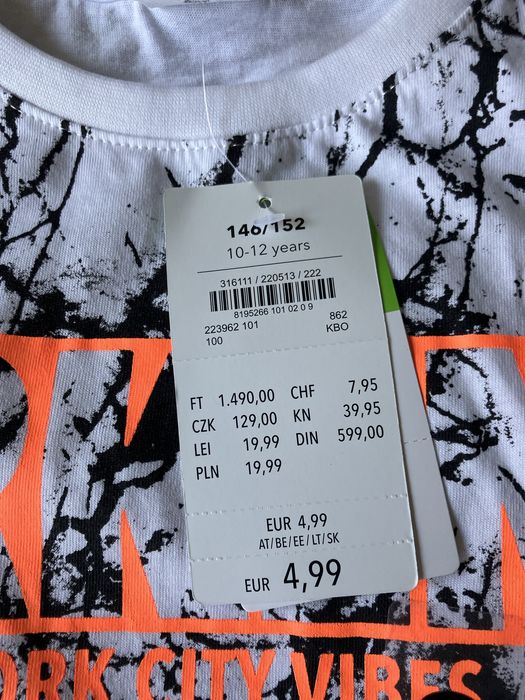 146/152
10-12 years
316111 / 220513 / 222
8195266 101 02 0 9
223962 101 862
100 KBO
FT 1.490,00 CHF 7,95
CZK 129,00 KN 39,95
LEI 19,99 DIN 599,00
PLN 19,99
EUR 4,99
AT/BE/EE/LT/SK
EUR 4,99
ORK CITY VIBES